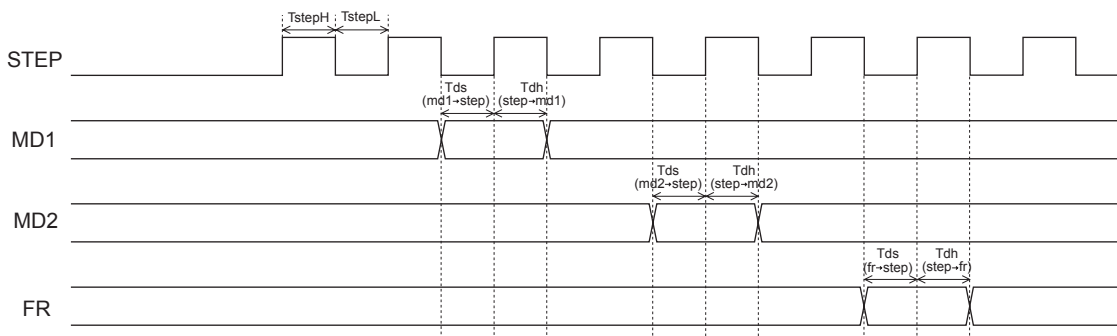 TstepH TstepL
STEP
Tds Tdh
(md1→step) (step→md1)
MD1
Tds Tdh
(md2→step) (step→md2)
MD2
Tds Tdh
(fr→step) (step→fr)
FR